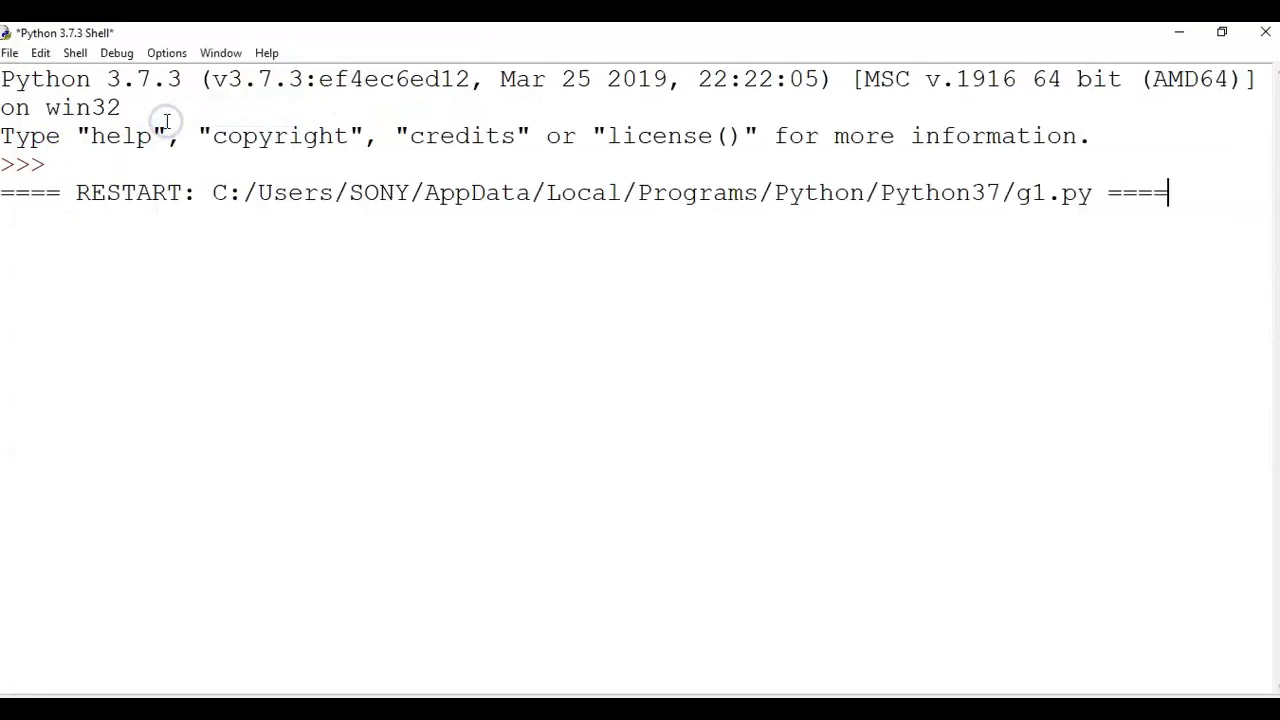 *Python 3.7.3 Shell*
File Edit Shell Debug Options Window Help
Python 3.7.3 (v3.7.3:ef4ec6ed12, Mar 25 2019, 22:22:05) [MSC v.1916 64 bit (AMD64)]
on win32
Type "help", "copyright", "credits" or "license()" for more information.
>>>
==== RESTART: C:/Users/SONY/AppData/Local/Programs/Python/Python37/g1.py ====